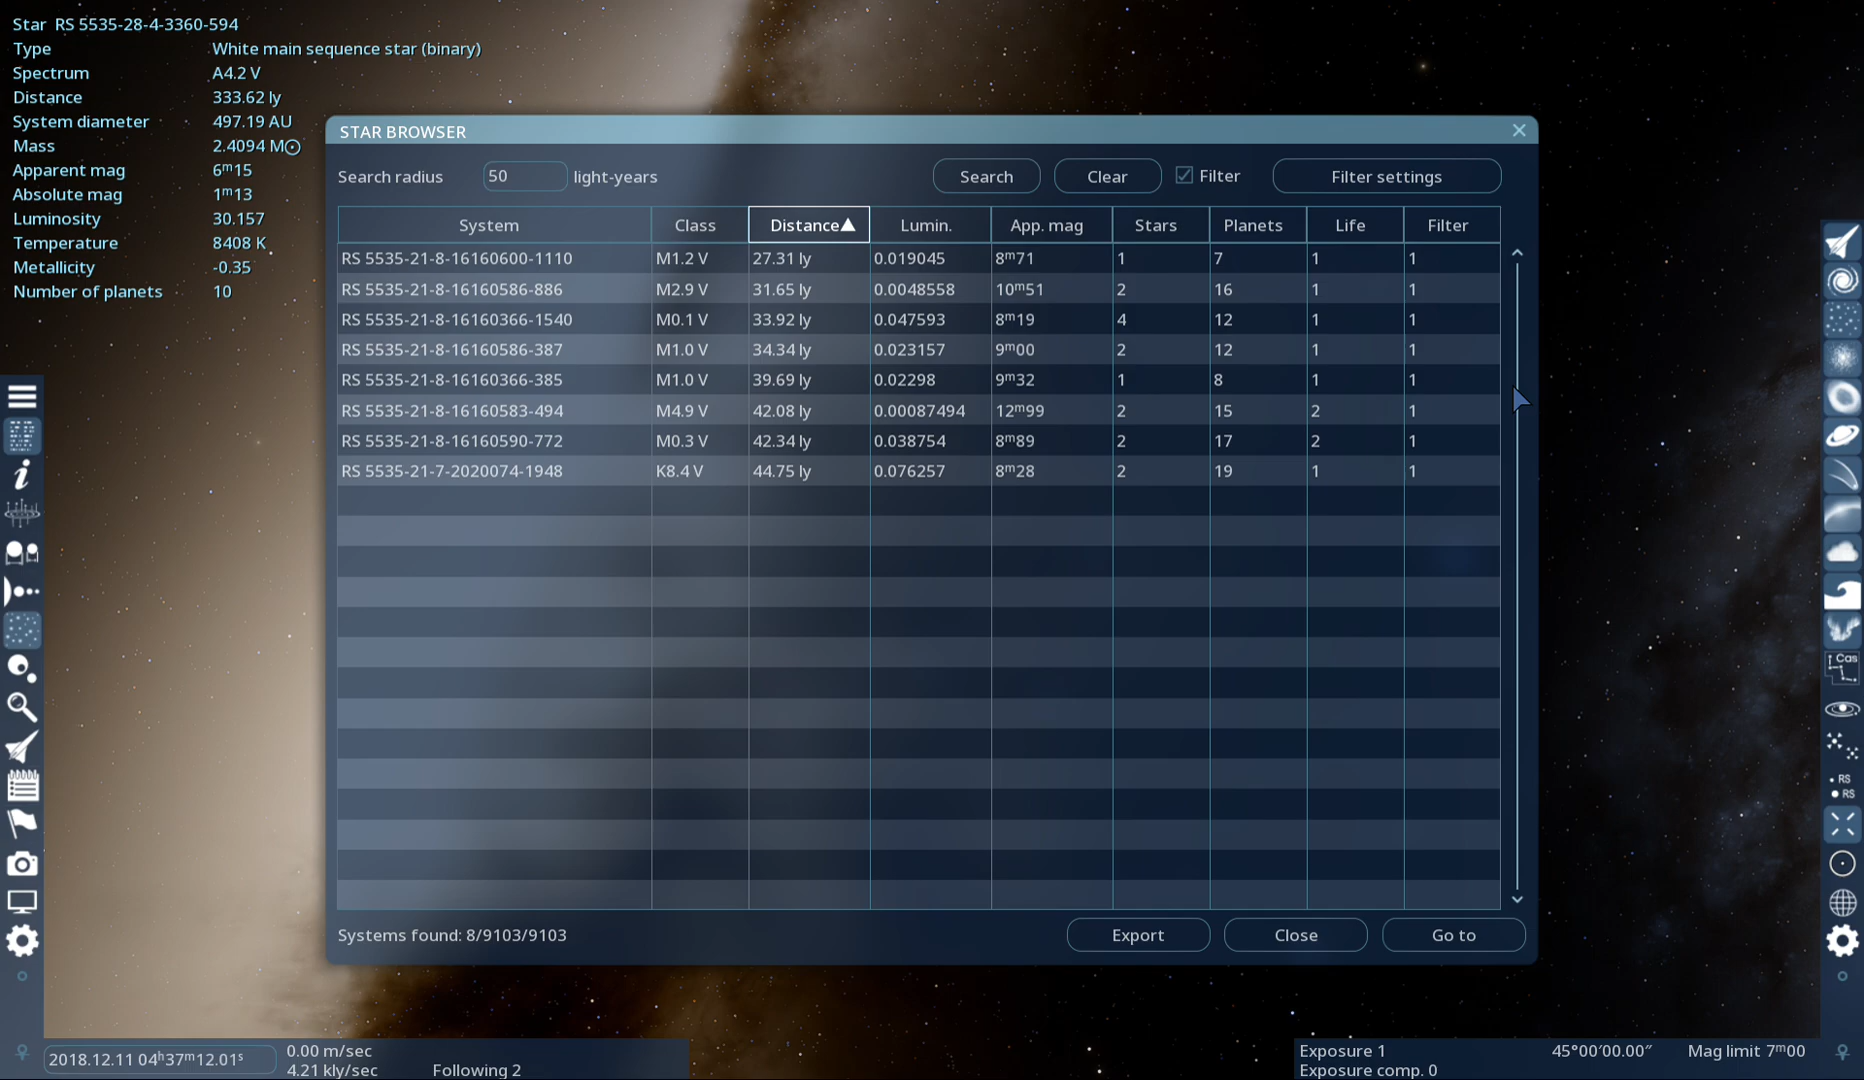 Star RS 5535-28-4-3360-594
Type White main sequence star (binary)
Spectrum A4.2 V
Distance 333.62 ly
System diameter 497.19 AU
Mass 2.4094 M☉
Apparent mag 6ᵐ15
Absolute mag 1ᵐ13
Luminosity 30.157
Temperature 8408 K
Metallicity -0.35
Number of planets 10
STAR BROWSER
Search radius 50 light-years Search Clear Filter Filter settings
System Class Distance▲ Lumin. App. mag Stars Planets Life Filter
RS 5535-21-8-16160600-1110 M1.2 V 27.31 ly 0.019045 8ᵐ71 1 7 1 1
RS 5535-21-8-16160586-886 M2.9 V 31.65 ly 0.0048558 10ᵐ51 2 16 1 1
RS 5535-21-8-16160366-1540 M0.1 V 33.92 ly 0.047593 8ᵐ19 4 12 1 1
RS 5535-21-8-16160586-387 M1.0 V 34.34 ly 0.023157 9ᵐ00 2 12 1 1
RS 5535-21-8-16160366-385 M1.0 V 39.69 ly 0.02298 9ᵐ32 1 8 1 1
RS 5535-21-8-16160583-494 M4.9 V 42.08 ly 0.00087494 12ᵐ99 2 15 2 1
RS 5535-21-8-16160590-772 M0.3 V 42.34 ly 0.038754 8ᵐ89 2 17 2 1
RS 5535-21-7-2020074-1948 K8.4 V 44.75 ly 0.076257 8ᵐ28 2 19 1 1
Systems found: 8/9103/9103 Export Close Go to
Cas
RS
RS
2018.12.11 04ʰ37ᵐ12.01ˢ
0.00 m/sec
4.21 kly/sec Following 2
Exposure 1 45°00′00.00″ Mag limit 7ᵐ00
Exposure comp. 0